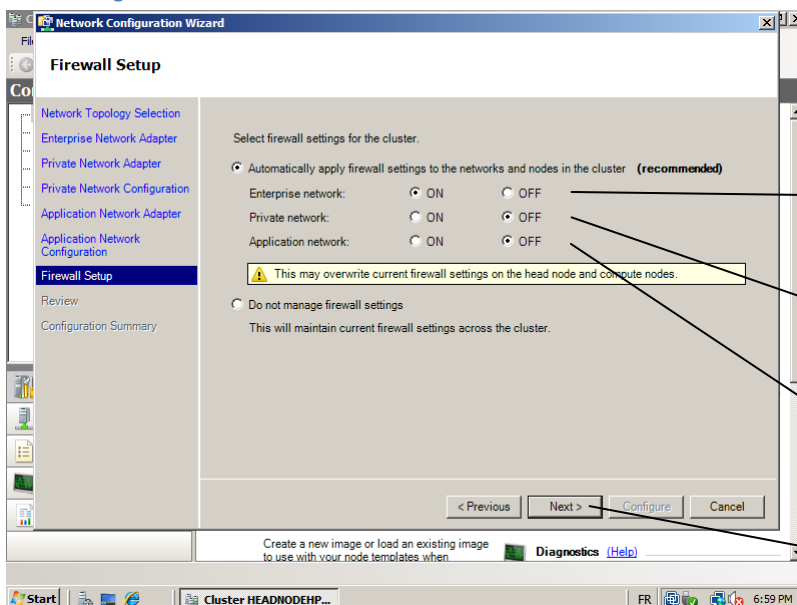 Network Configuration Wizard
Firewall Setup
Network Topology Selection
Enterprise Network Adapter
Private Network Adapter
Private Network Configuration
Application Network Adapter
Application Network
Configuration
Firewall Setup
Review
Configuration Summary
Select firewall settings for the cluster.
Automatically apply firewall settings to the networks and nodes in the cluster (recommended)
Enterprise network: ON OFF
Private network: ON OFF
Application network: ON OFF
This may overwrite current firewall settings on the head node and compute nodes.
Do not manage firewall settings
This will maintain current firewall settings across the cluster.
< Previous Next > Configure Cancel
Create a new image or load an existing image
to use with your node templates when
Diagnostics (Help)
Start Cluster HEADNODEHP... FR 6:59 PM